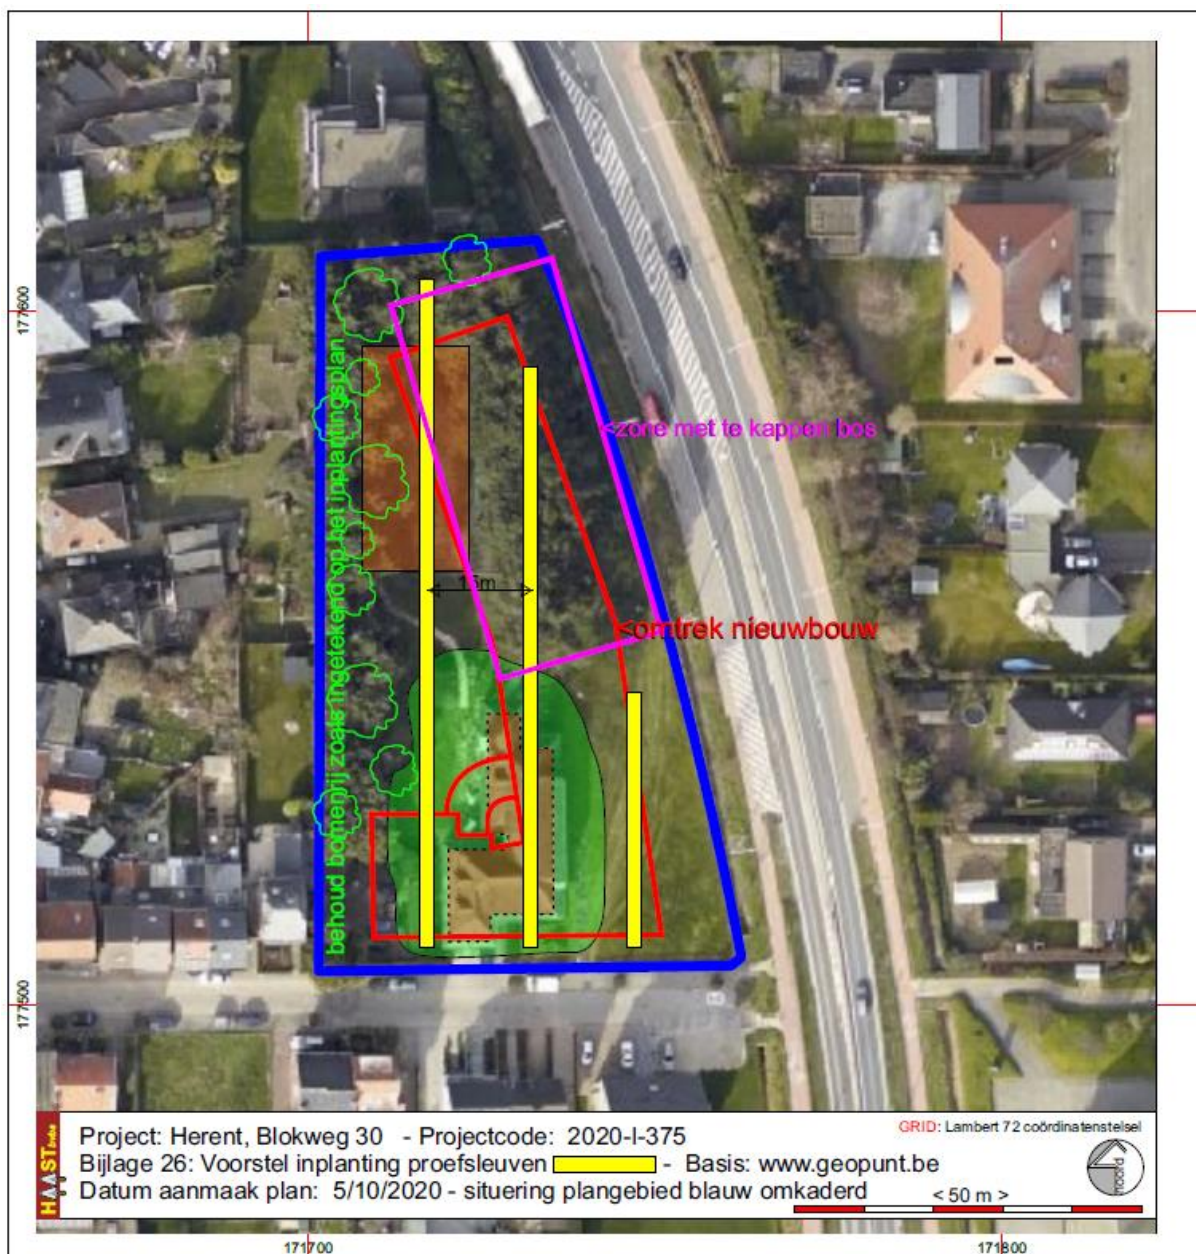 177600
behoud bomenrij zoals ingetekend op het inplantingsplan
<zone met te kappen bos
15m
<omtrek nieuwbouw
177500
HAAST bvba
Project: Herent, Blokweg 30 - Projectcode: 2020-I-375
GRID: Lambert 72 coördinatenstelsel
Bijlage 26: Voorstel inplanting proefsleuven - Basis: www.geopunt.be
Datum aanmaak plan: 5/10/2020 - situering plangebied blauw omkaderd
< 50 m >
noord
171700
171800